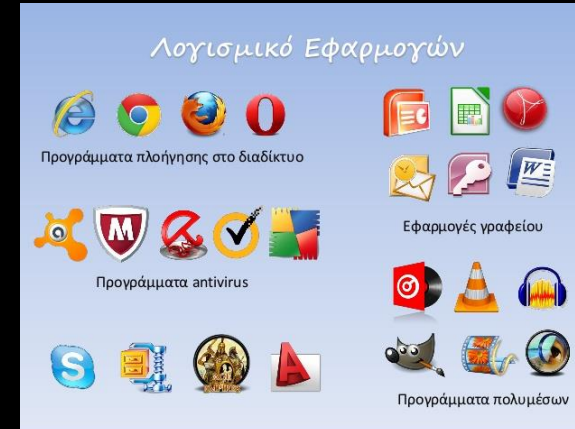 Λογισμικό Εφαρμογών
Προγράμματα πλοήγησης στο διαδίκτυο
Εφαρμογές γραφείου
Προγράμματα antivirus
Προγράμματα πολυμέσων